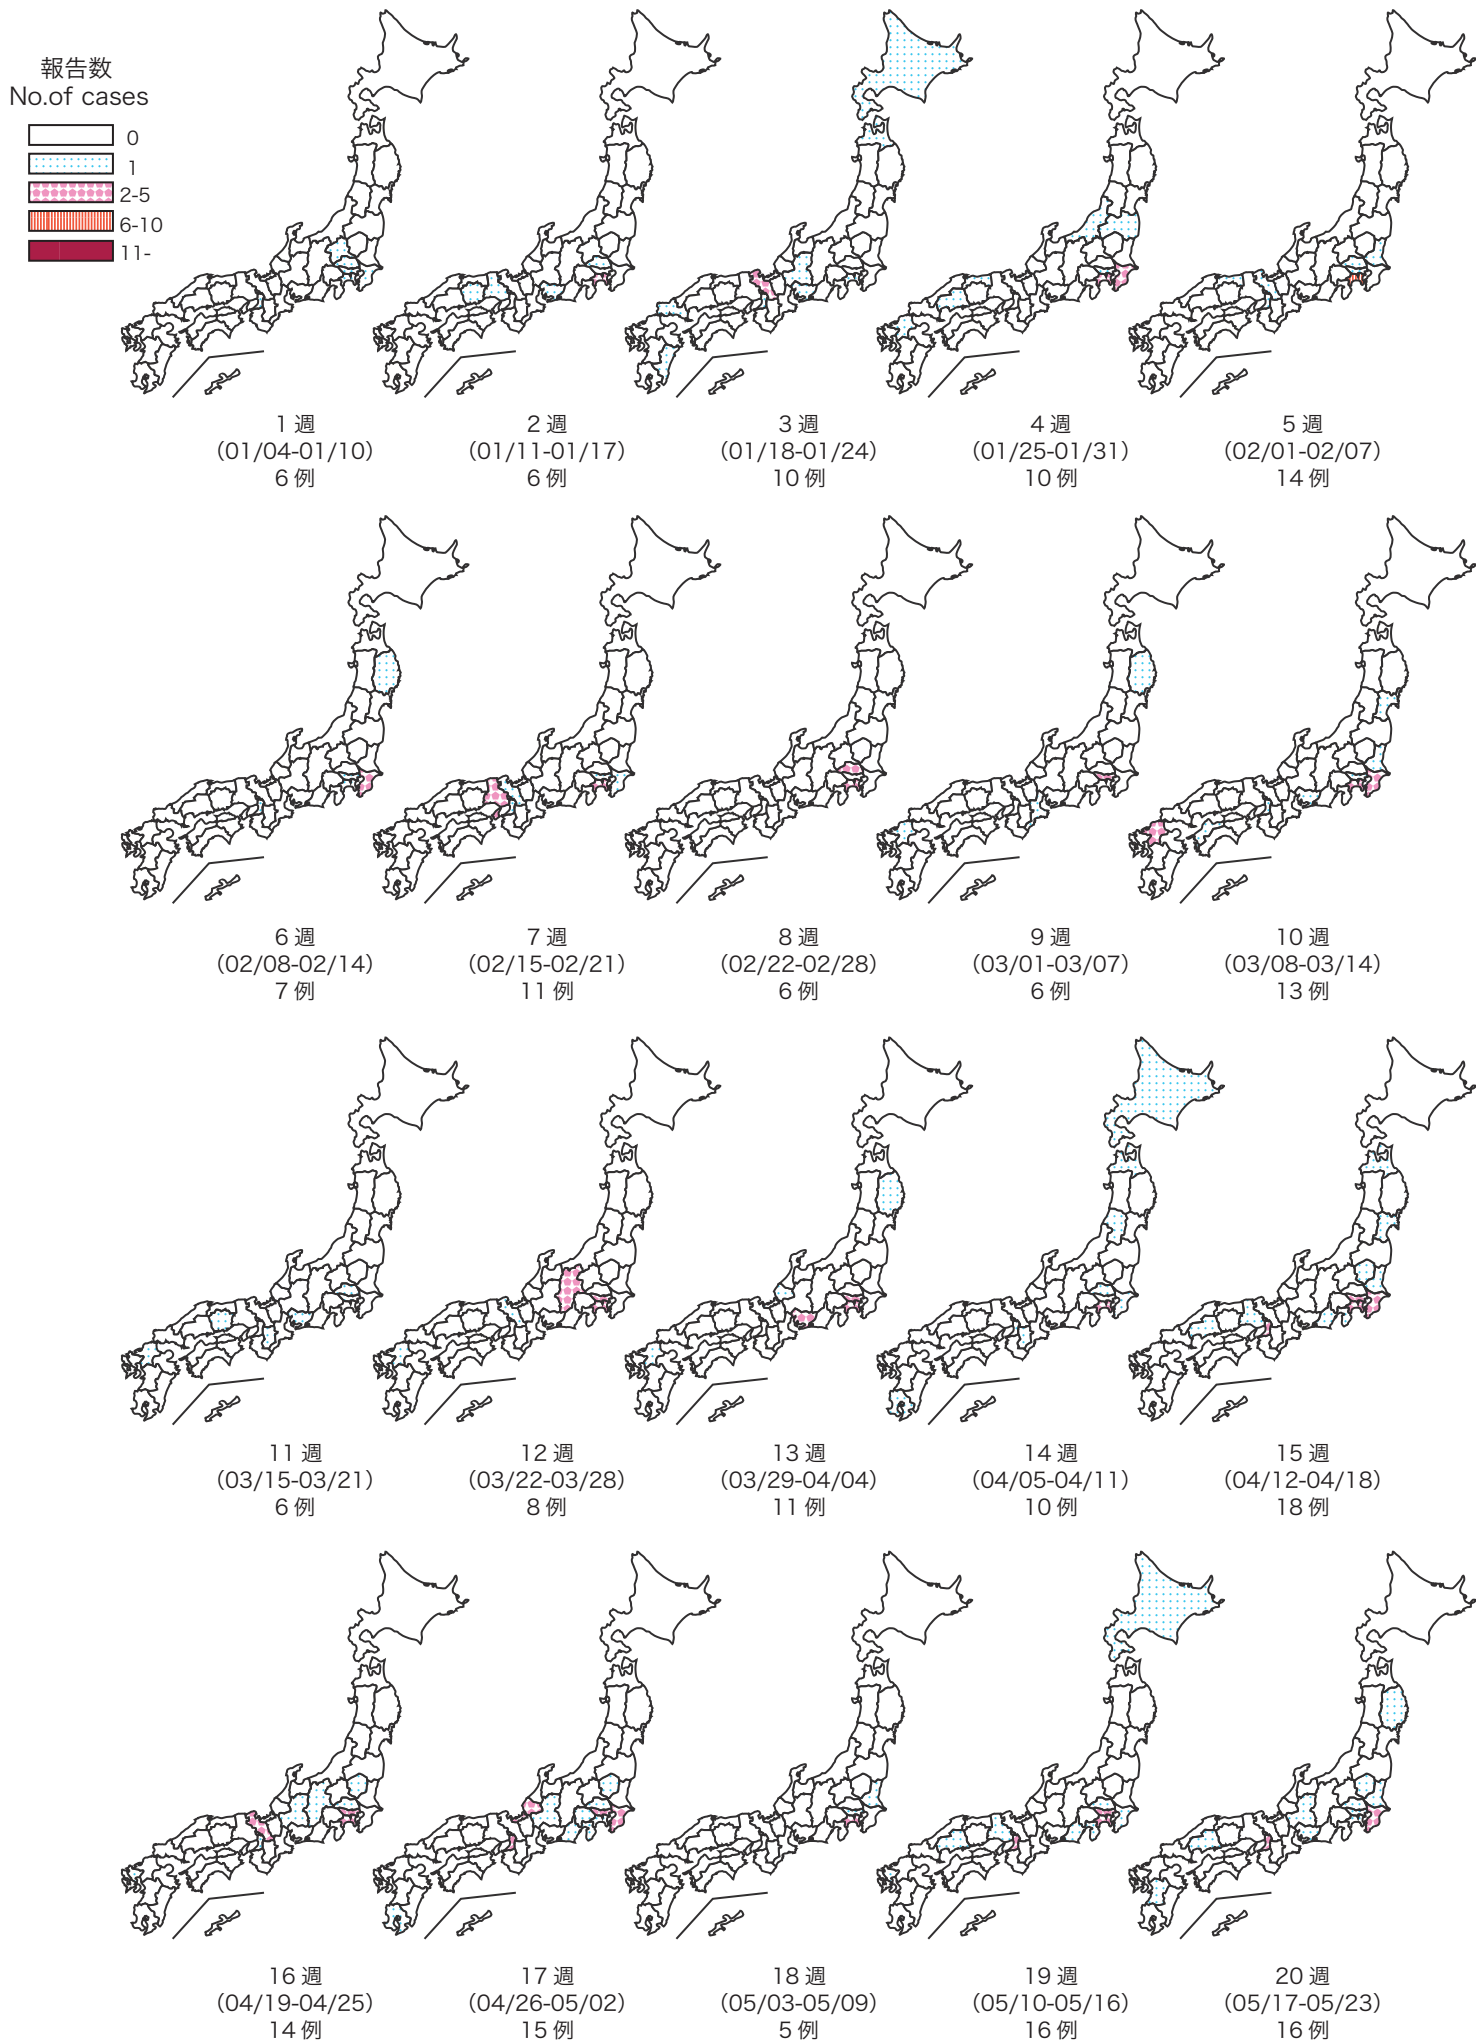 報告数
No.of cases
0
1
2-5
6-10
11-
1 週
（01/04-01/10）
6 例
2 週
（01/11-01/17）
6 例
3 週
（01/18-01/24）
10 例
4 週
（01/25-01/31）
10 例
5 週
（02/01-02/07）
14 例
6 週
（02/08-02/14）
7 例
7 週
（02/15-02/21）
11 例
8 週
（02/22-02/28）
6 例
9 週
（03/01-03/07）
6 例
10 週
（03/08-03/14）
13 例
11 週
（03/15-03/21）
6 例
12 週
（03/22-03/28）
8 例
13 週
（03/29-04/04）
11 例
14 週
（04/05-04/11）
10 例
15 週
（04/12-04/18）
18 例
16 週
（04/19-04/25）
14 例
17 週
（04/26-05/02）
15 例
18 週
（05/03-05/09）
5 例
19 週
（05/10-05/16）
16 例
20 週
（05/17-05/23）
16 例